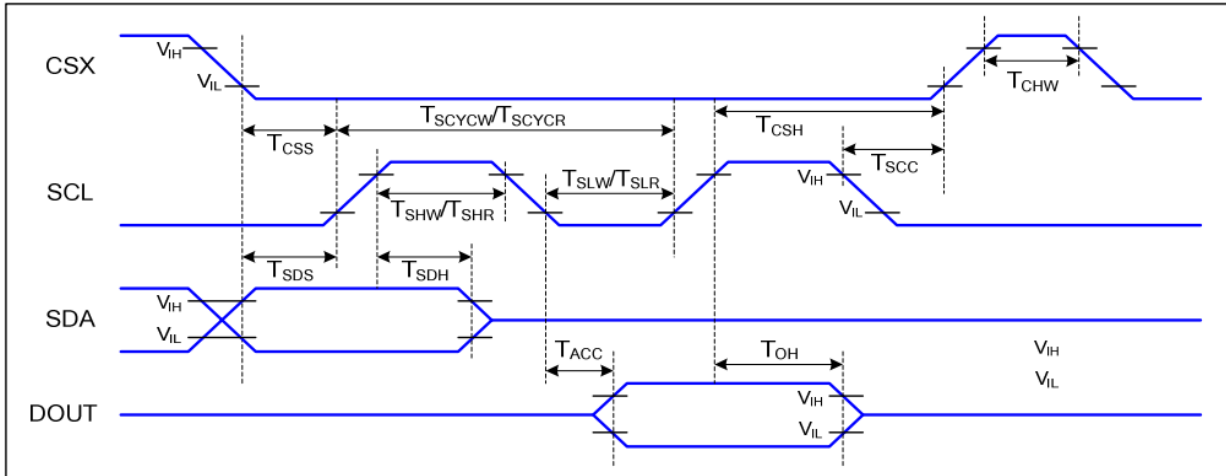 CSX
VIH
VIL
TCHW
TSCYCW/TSCYCR
TCSH
TCSS
TSCC
SCL
TSLW/TSLR
VIH
TSHW/TSHR
VIL
TSDS
TSDH
SDA
VIH
VIL
TACC
TOH
VIH
VIL
DOUT
VIH
VIL